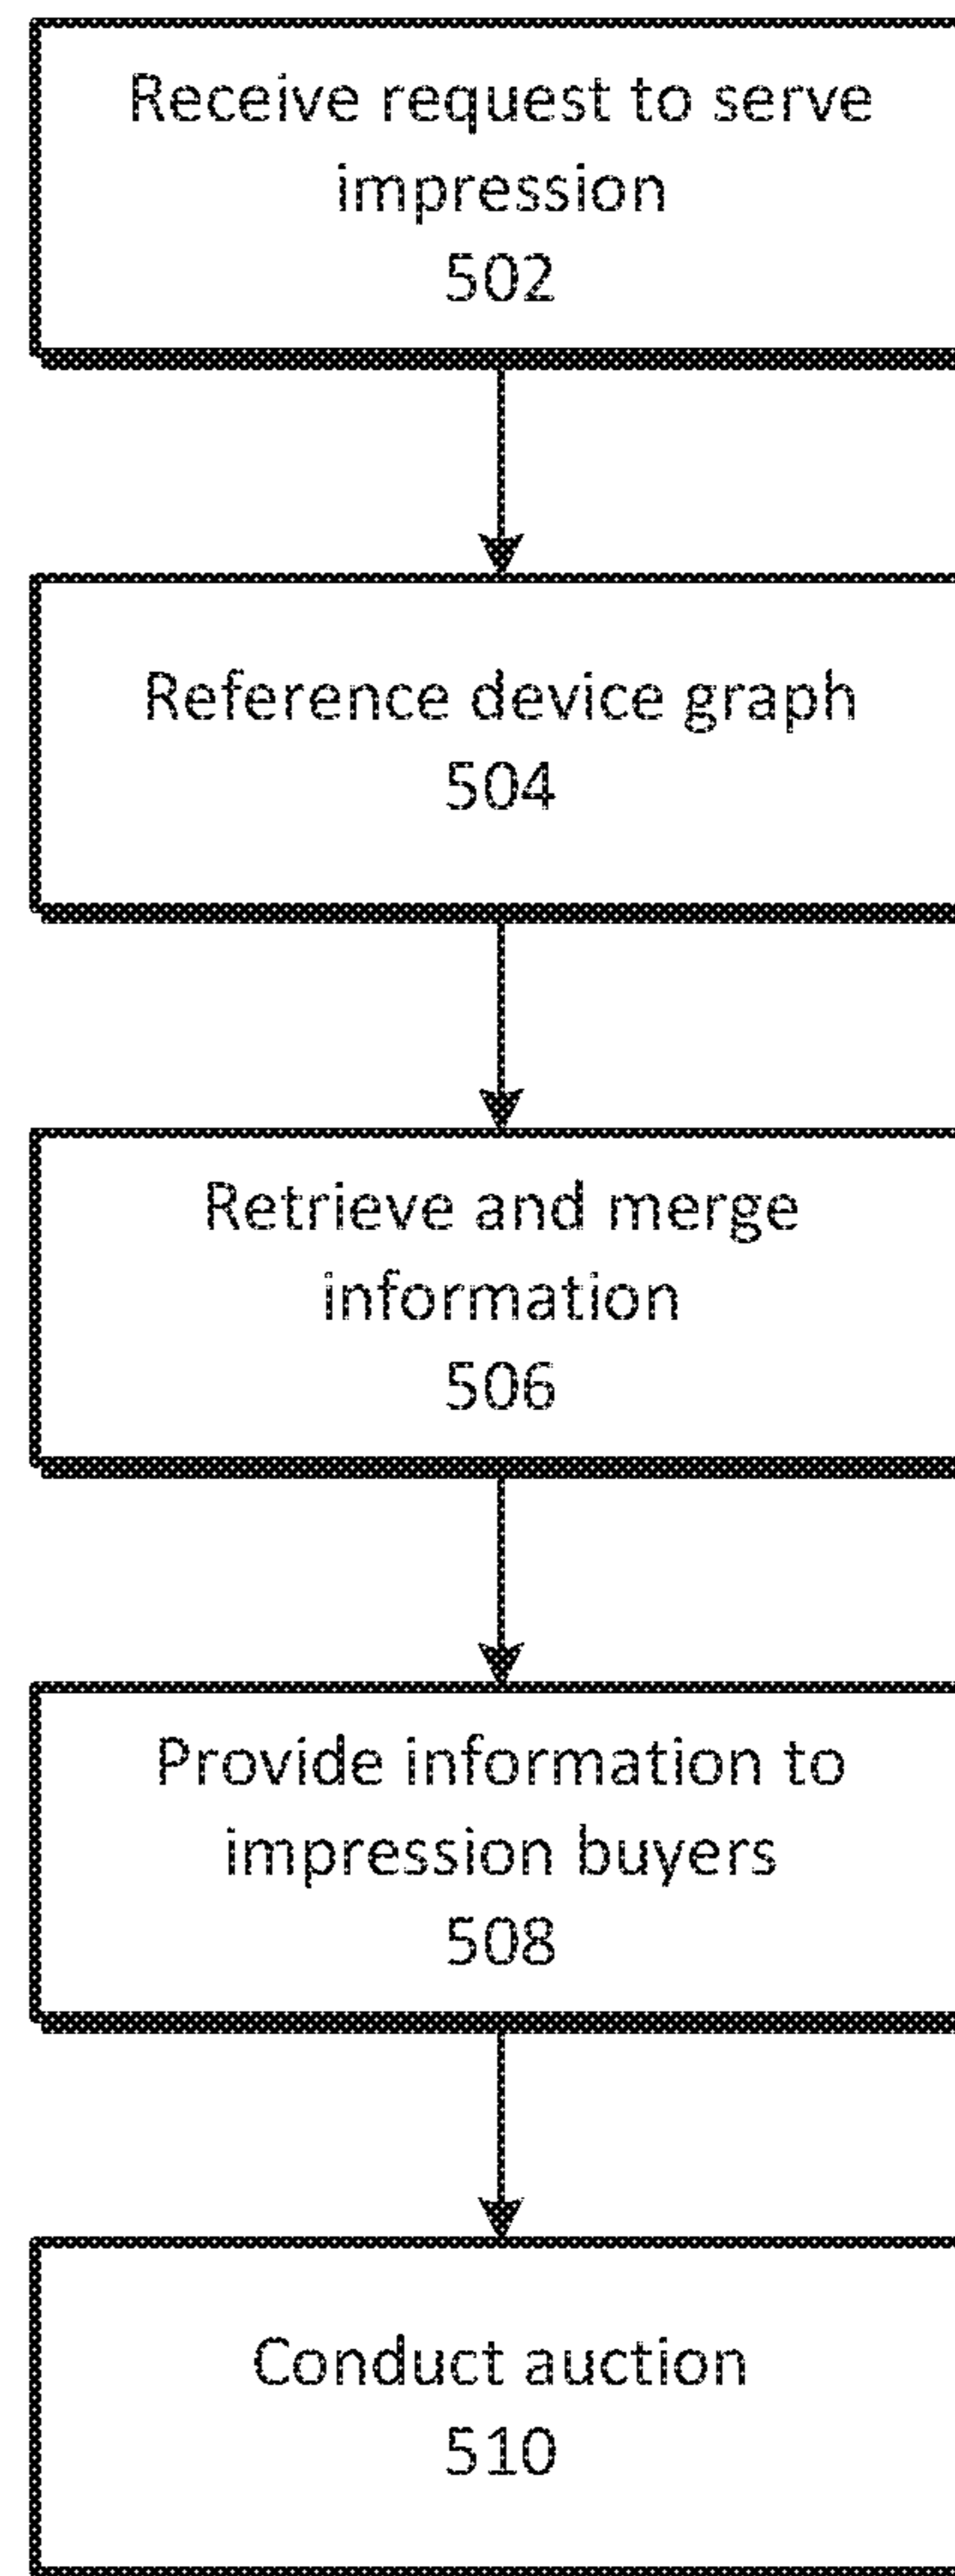 Receive request to serve
impression
502
Reference device graph
504
Retrieve and merge
information
506
Provide information to
impression buyers
508
Conduct auction
510